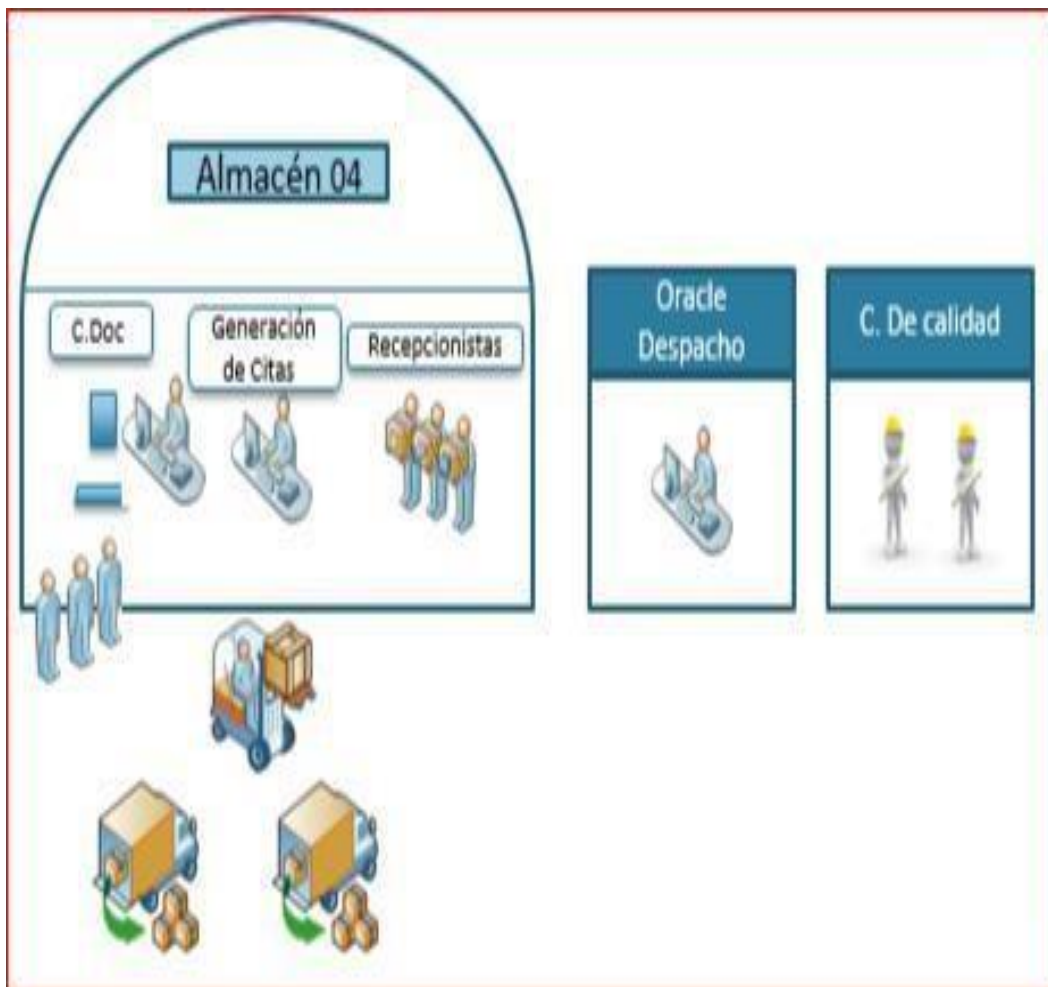 Almacén 04
C.Doc
Generación
de Citas
Recepcionistas
Oracle
Despacho
C. De calidad